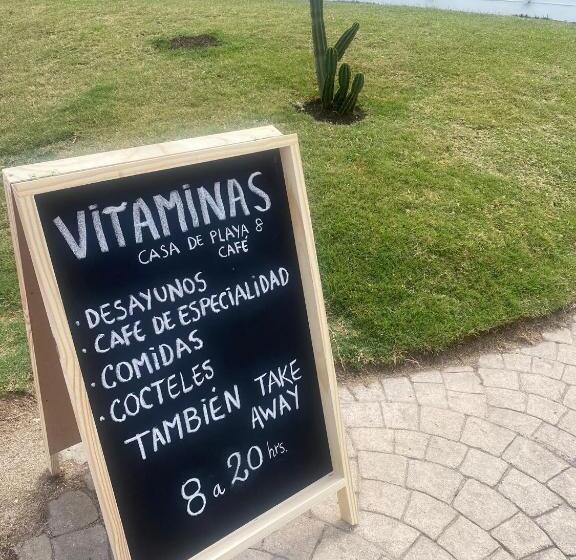 VITAMINAS
CASA DE PLAYA &
CAFÉ
· DESAYUNOS
· CAFE DE ESPECIALIDAD
· COMIDAS
· COCTELES
TAMBIÉN TAKE
AWAY
8 a 20 hrs.